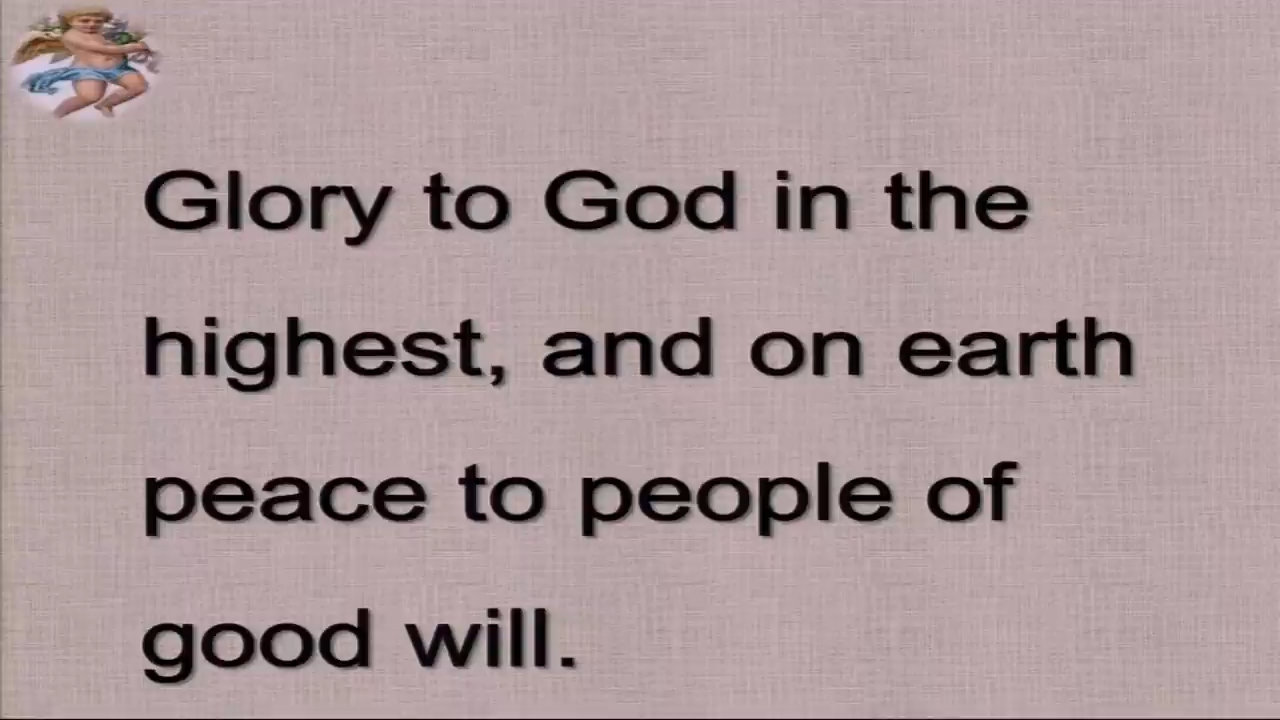 Glory to God in the
highest, and on earth
peace to people of
good will.